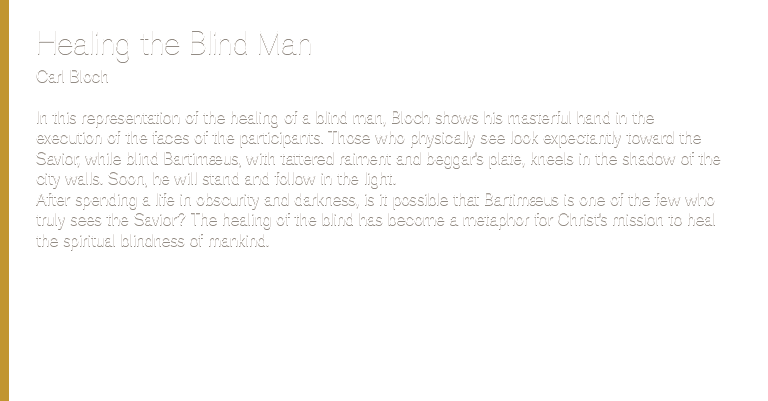 Healing the Blind Man
Carl Bloch
In this representation of the healing of a blind man, Bloch shows his masterful hand in the
execution of the faces of the participants. Those who physically see look expectantly toward the
Savior, while blind Bartimæus, with tattered raiment and beggar's plate, kneels in the shadow of the
city walls. Soon, he will stand and follow in the light.
After spending a life in obscurity and darkness, is it possible that Bartimæus is one of the few who
truly sees the Savior? The healing of the blind has become a metaphor for Christ's mission to heal
the spiritual blindness of mankind.